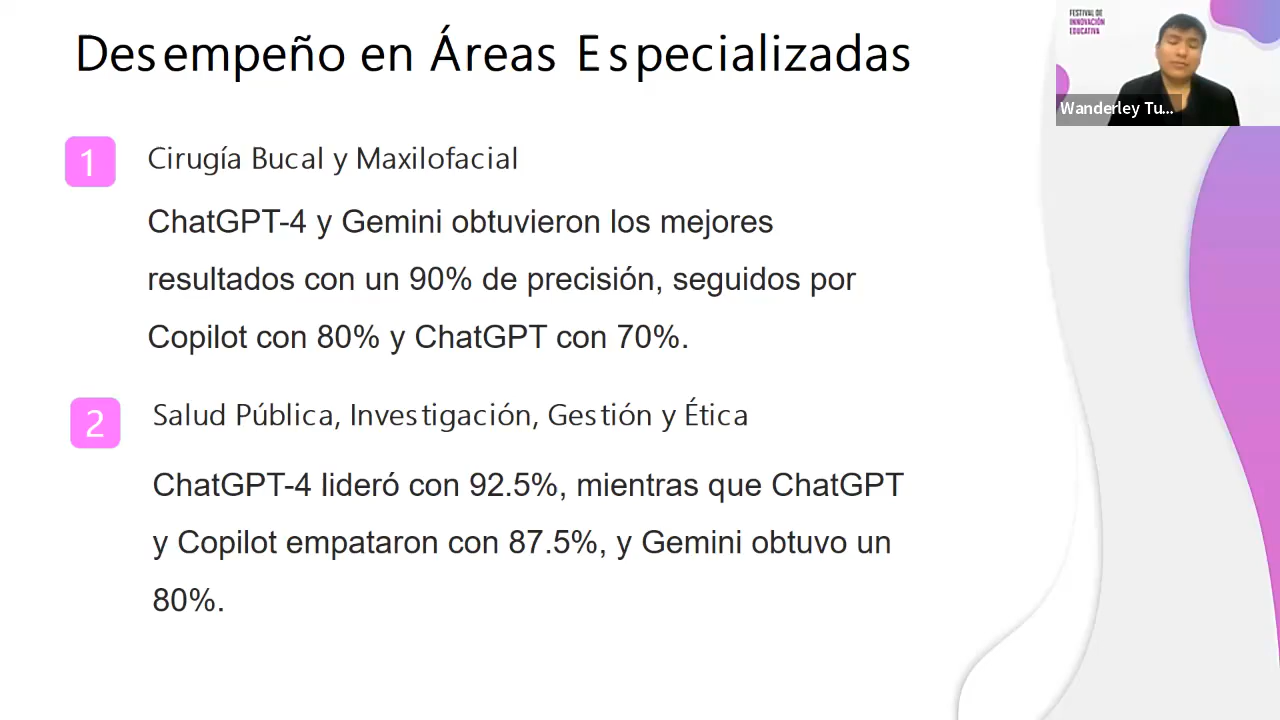 Desempeño en Áreas Especializadas
FESTIVAL DE
INNOVACIÓN
EDUCATIVA
Wanderley Tu...
1
Cirugía Bucal y Maxilofacial
ChatGPT-4 y Gemini obtuvieron los mejores
resultados con un 90% de precisión, seguidos por
Copilot con 80% y ChatGPT con 70%.
2
Salud Pública, Investigación, Gestión y Ética
ChatGPT-4 lideró con 92.5%, mientras que ChatGPT
y Copilot empataron con 87.5%, y Gemini obtuvo un
80%.